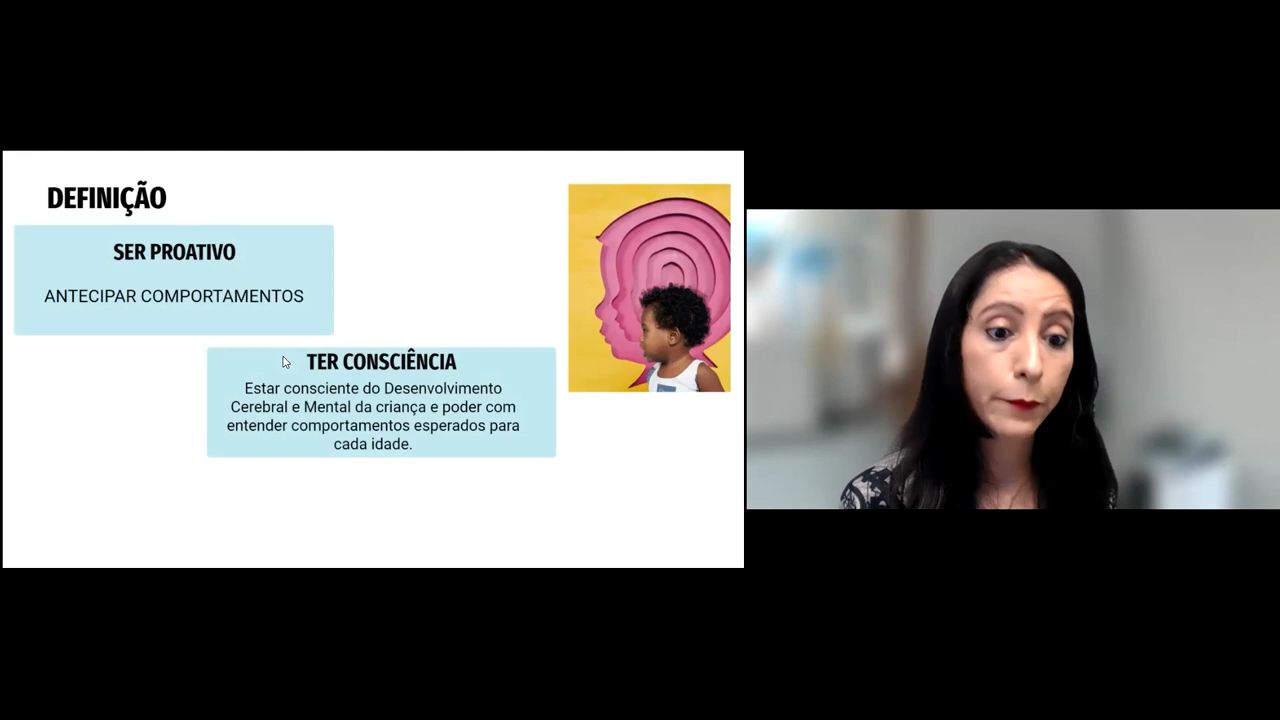 DEFINIÇÃO
SER PROATIVO
ANTECIPAR COMPORTAMENTOS
TER CONSCIÊNCIA
Estar consciente do Desenvolvimento
Cerebral e Mental da criança e poder com
entender comportamentos esperados para
cada idade.